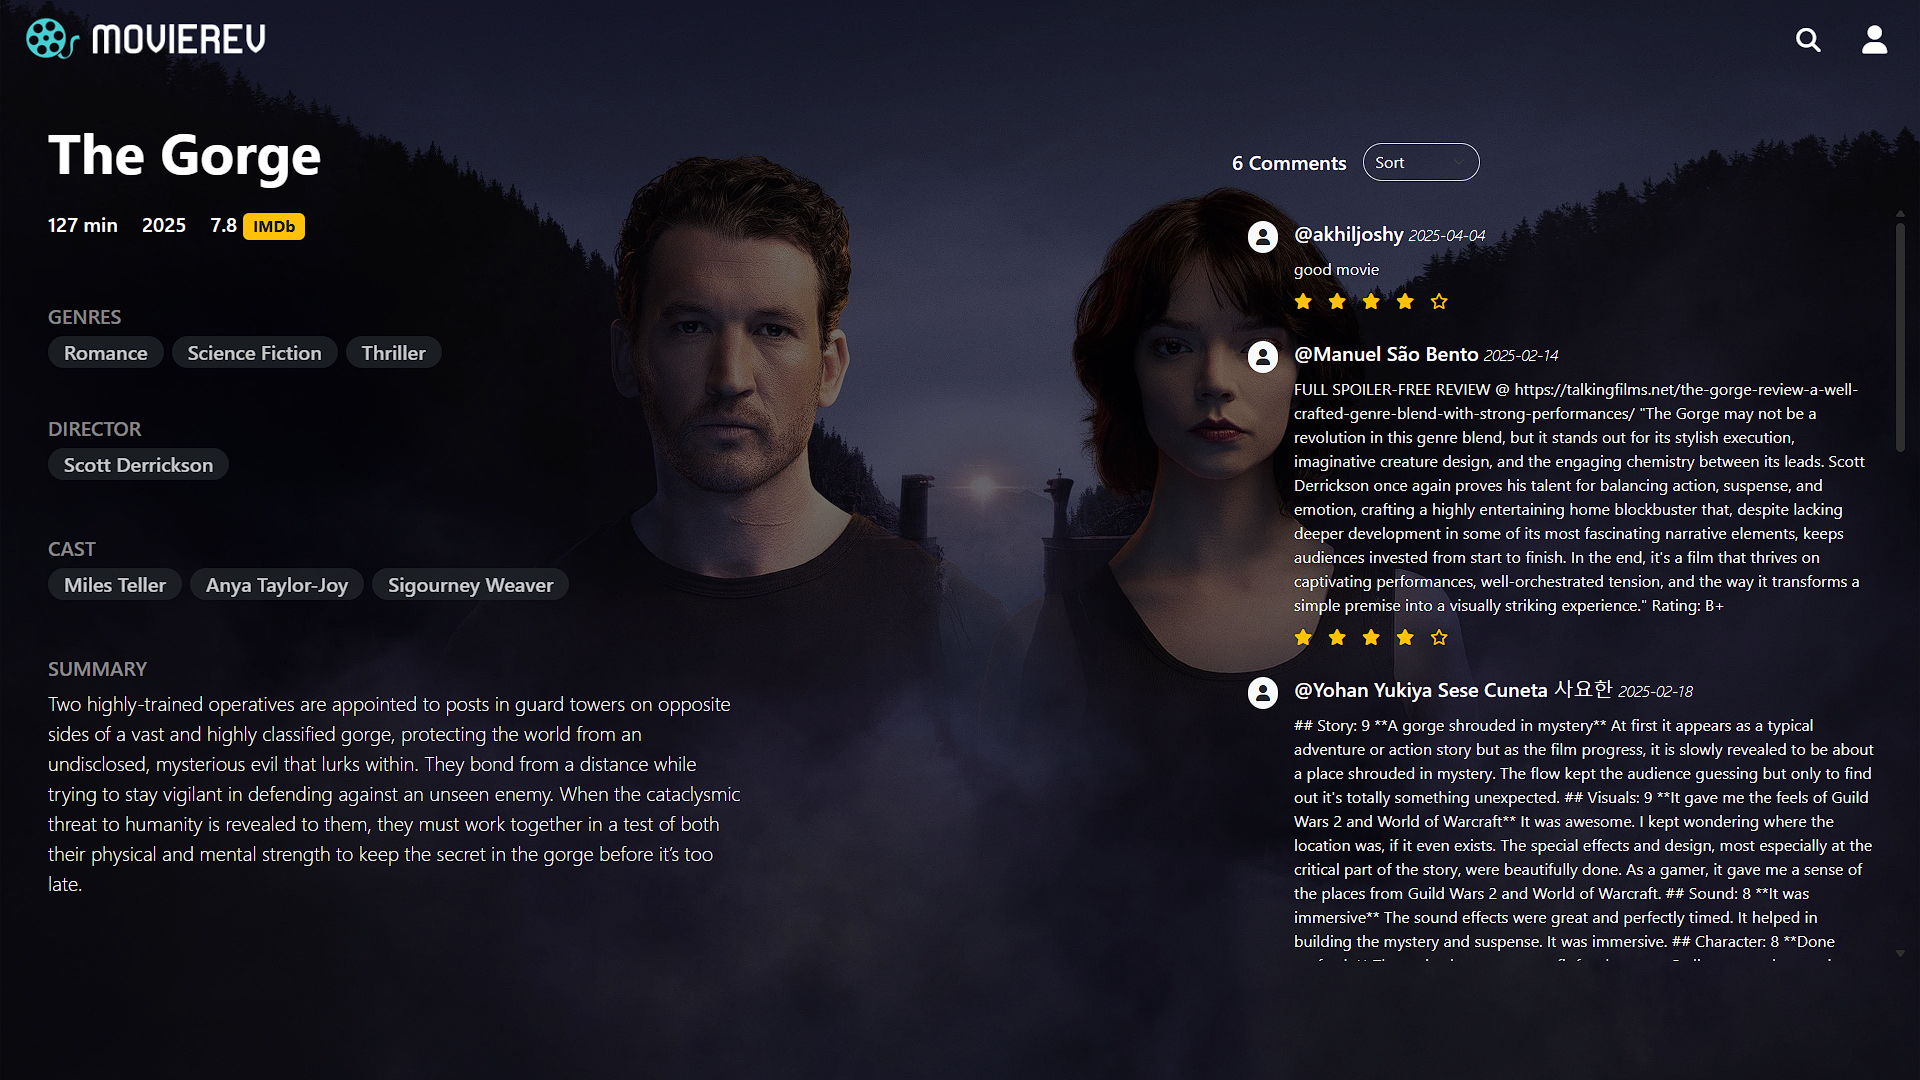 MOVIEREV
The Gorge
127 min 2025 7.8 IMDb
GENRES
Romance Science Fiction Thriller
DIRECTOR
Scott Derrickson
CAST
Miles Teller Anya Taylor-Joy Sigourney Weaver
SUMMARY
Two highly-trained operatives are appointed to posts in guard towers on opposite
sides of a vast and highly classified gorge, protecting the world from an
undisclosed, mysterious evil that lurks within. They bond from a distance while
trying to stay vigilant in defending against an unseen enemy. When the cataclysmic
threat to humanity is revealed to them, they must work together in a test of both
their physical and mental strength to keep the secret in the gorge before it’s too
late.
6 Comments Sort
@akhiljoshy 2025-04-04
good movie
@Manuel São Bento 2025-02-14
FULL SPOILER-FREE REVIEW @ https://talkingfilms.net/the-gorge-review-a-well-
crafted-genre-blend-with-strong-performances/ "The Gorge may not be a
revolution in this genre blend, but it stands out for its stylish execution,
imaginative creature design, and the engaging chemistry between its leads. Scott
Derrickson once again proves his talent for balancing action, suspense, and
emotion, crafting a highly entertaining home blockbuster that, despite lacking
deeper development in some of its most fascinating narrative elements, keeps
audiences invested from start to finish. In the end, it's a film that thrives on
captivating performances, well-orchestrated tension, and the way it transforms a
simple premise into a visually striking experience." Rating: B+
@Yohan Yukiya Sese Cuneta 사요한 2025-02-18
## Story: 9 **A gorge shrouded in mystery** At first it appears as a typical
adventure or action story but as the film progress, it is slowly revealed to be about
a place shrouded in mystery. The flow kept the audience guessing but only to find
out it's totally something unexpected. ## Visuals: 9 **It gave me the feels of Guild
Wars 2 and World of Warcraft** It was awesome. I kept wondering where the
location was, if it even exists. The special effects and design, most especially at the
critical part of the story, were beautifully done. As a gamer, it gave me a sense of
the places from Guild Wars 2 and World of Warcraft. ## Sound: 8 **It was
immersive** The sound effects were great and perfectly timed. It helped in
building the mystery and suspense. It was immersive. ## Character: 8 **Done